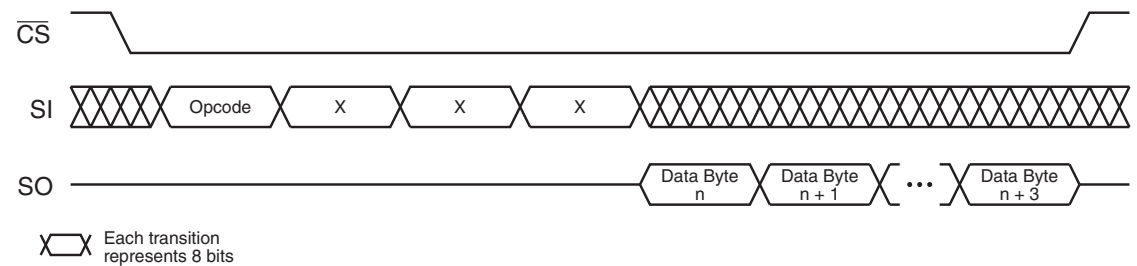 CS
SI Opcode X X X
SO Data Byte n Data Byte n + 1 ••• Data Byte n + 3
Each transition
represents 8 bits